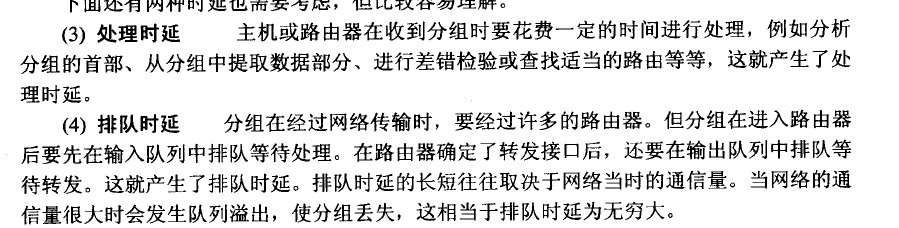 下面还有两种时延也需要考虑，但比较容易理解。
(3) 处理时延　　主机或路由器在收到分组时要花费一定的时间进行处理，例如分析
分组的首部、从分组中提取数据部分、进行差错检验或查找适当的路由等等，这就产生了处
理时延。
(4) 排队时延　　分组在经过网络传输时，要经过许多的路由器。但分组在进入路由器
后要先在输入队列中排队等待处理。在路由器确定了转发接口后，还要在输出队列中排队等
待转发。这就产生了排队时延。排队时延的长短往往取决于网络当时的通信量。当网络的通
信量很大时会发生队列溢出，使分组丢失，这相当于排队时延为无穷大。